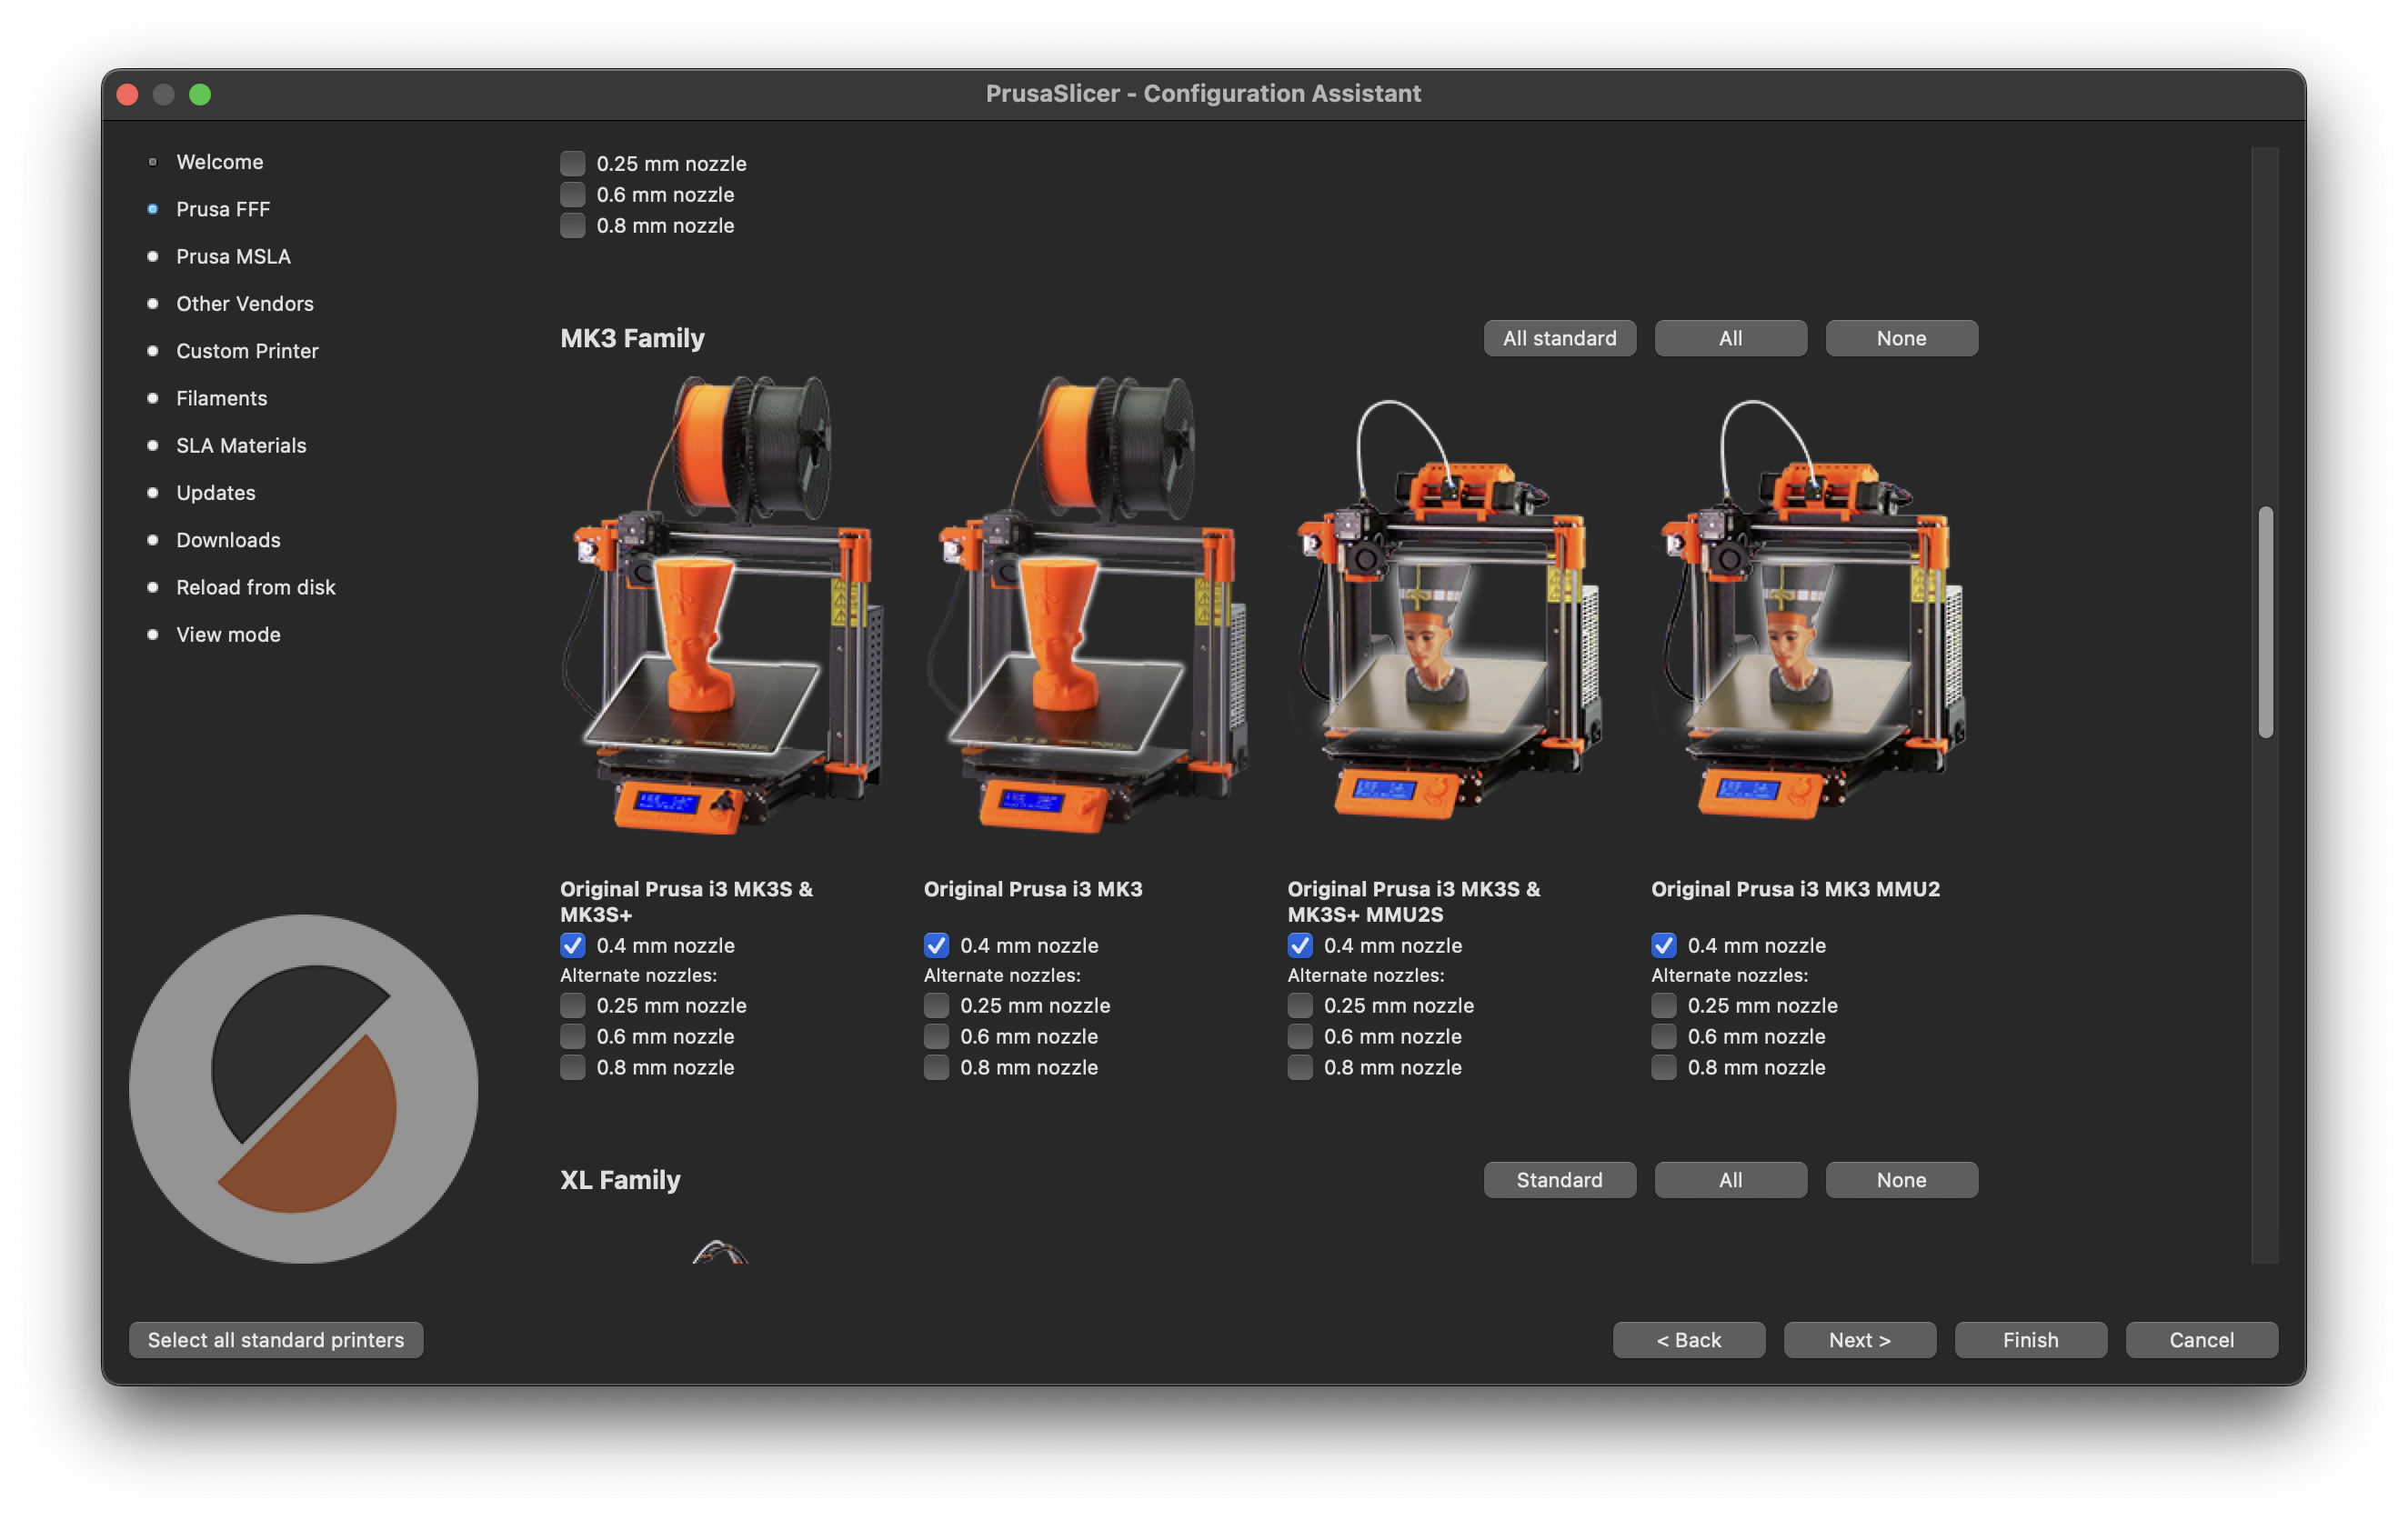 PrusaSlicer - Configuration Assistant
Welcome
Prusa FFF
Prusa MSLA
Other Vendors
Custom Printer
Filaments
SLA Materials
Updates
Downloads
Reload from disk
View mode
0.25 mm nozzle
0.6 mm nozzle
0.8 mm nozzle
MK3 Family
All standard
All
None
Original Prusa i3 MK3S &
MK3S+
0.4 mm nozzle
Alternate nozzles:
0.25 mm nozzle
0.6 mm nozzle
0.8 mm nozzle
Original Prusa i3 MK3
0.4 mm nozzle
Alternate nozzles:
0.25 mm nozzle
0.6 mm nozzle
0.8 mm nozzle
Original Prusa i3 MK3S &
MK3S+ MMU2S
0.4 mm nozzle
Alternate nozzles:
0.25 mm nozzle
0.6 mm nozzle
0.8 mm nozzle
Original Prusa i3 MK3 MMU2
0.4 mm nozzle
Alternate nozzles:
0.25 mm nozzle
0.6 mm nozzle
0.8 mm nozzle
XL Family
Standard
All
None
Select all standard printers
< Back
Next >
Finish
Cancel